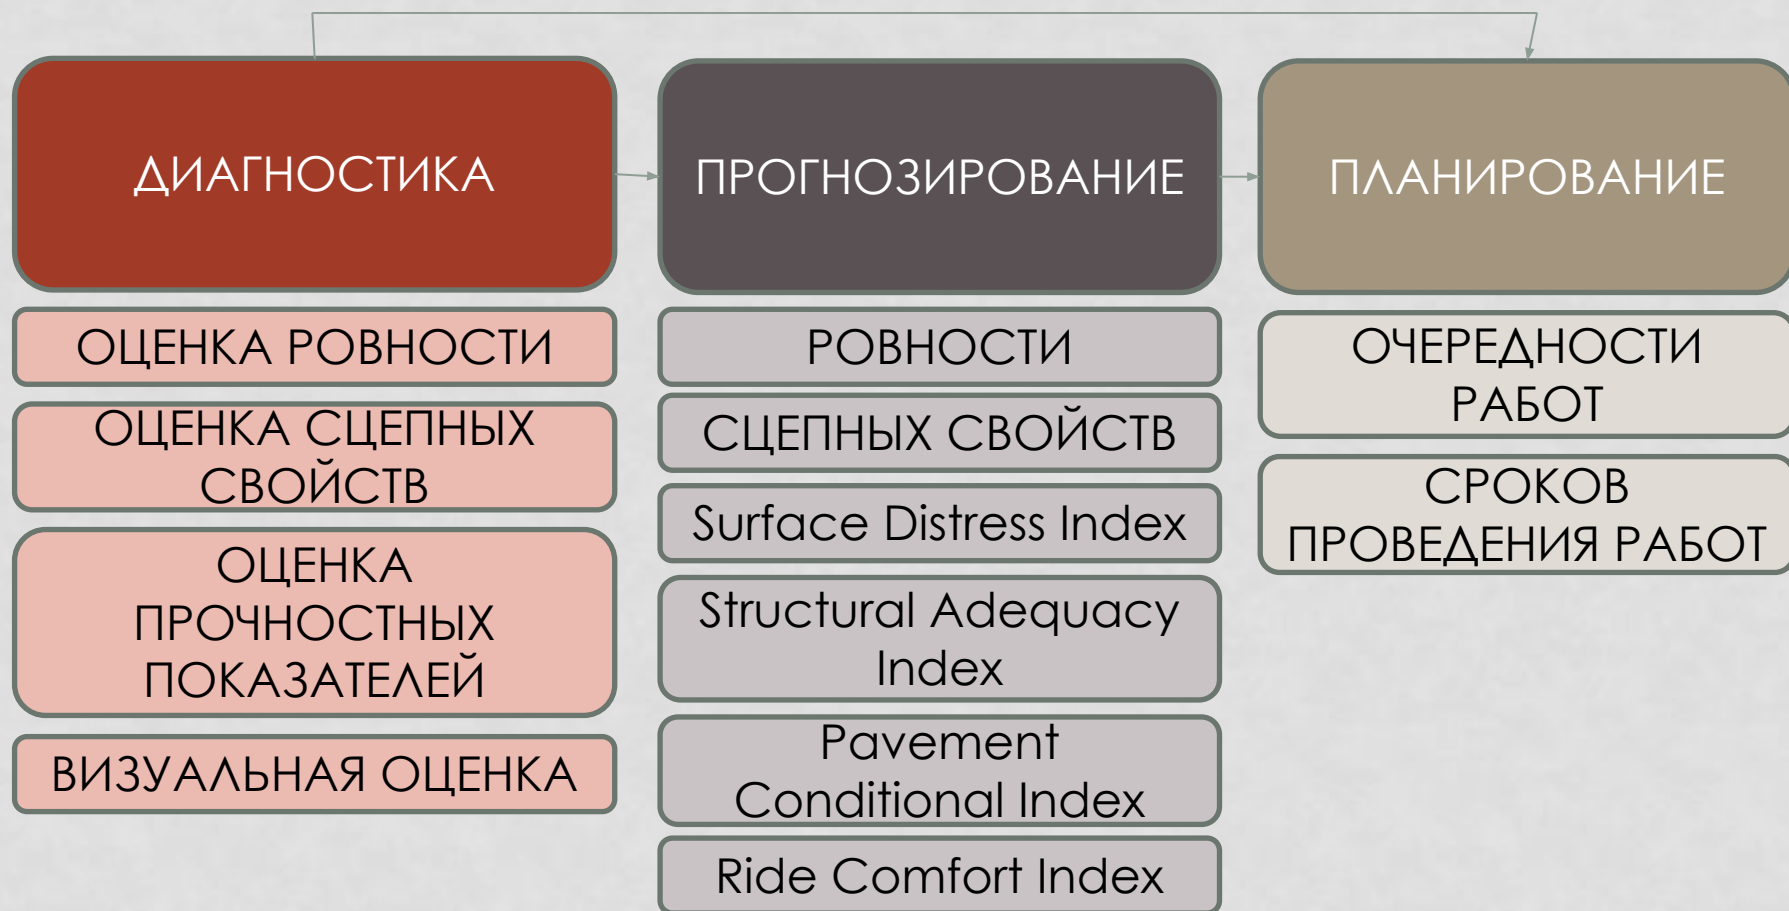 ДИАГНОСТИКА
ПРОГНОЗИРОВАНИЕ
ПЛАНИРОВАНИЕ
ОЦЕНКА РОВНОСТИ
ОЦЕНКА СЦЕПНЫХ
СВОЙСТВ
ОЦЕНКА
ПРОЧНОСТНЫХ
ПОКАЗАТЕЛЕЙ
ВИЗУАЛЬНАЯ ОЦЕНКА
РОВНОСТИ
СЦЕПНЫХ СВОЙСТВ
Surface Distress Index
Structural Adequacy
Index
Pavement
Conditional Index
Ride Comfort Index
ОЧЕРЕДНОСТИ
РАБОТ
СРОКОВ
ПРОВЕДЕНИЯ РАБОТ